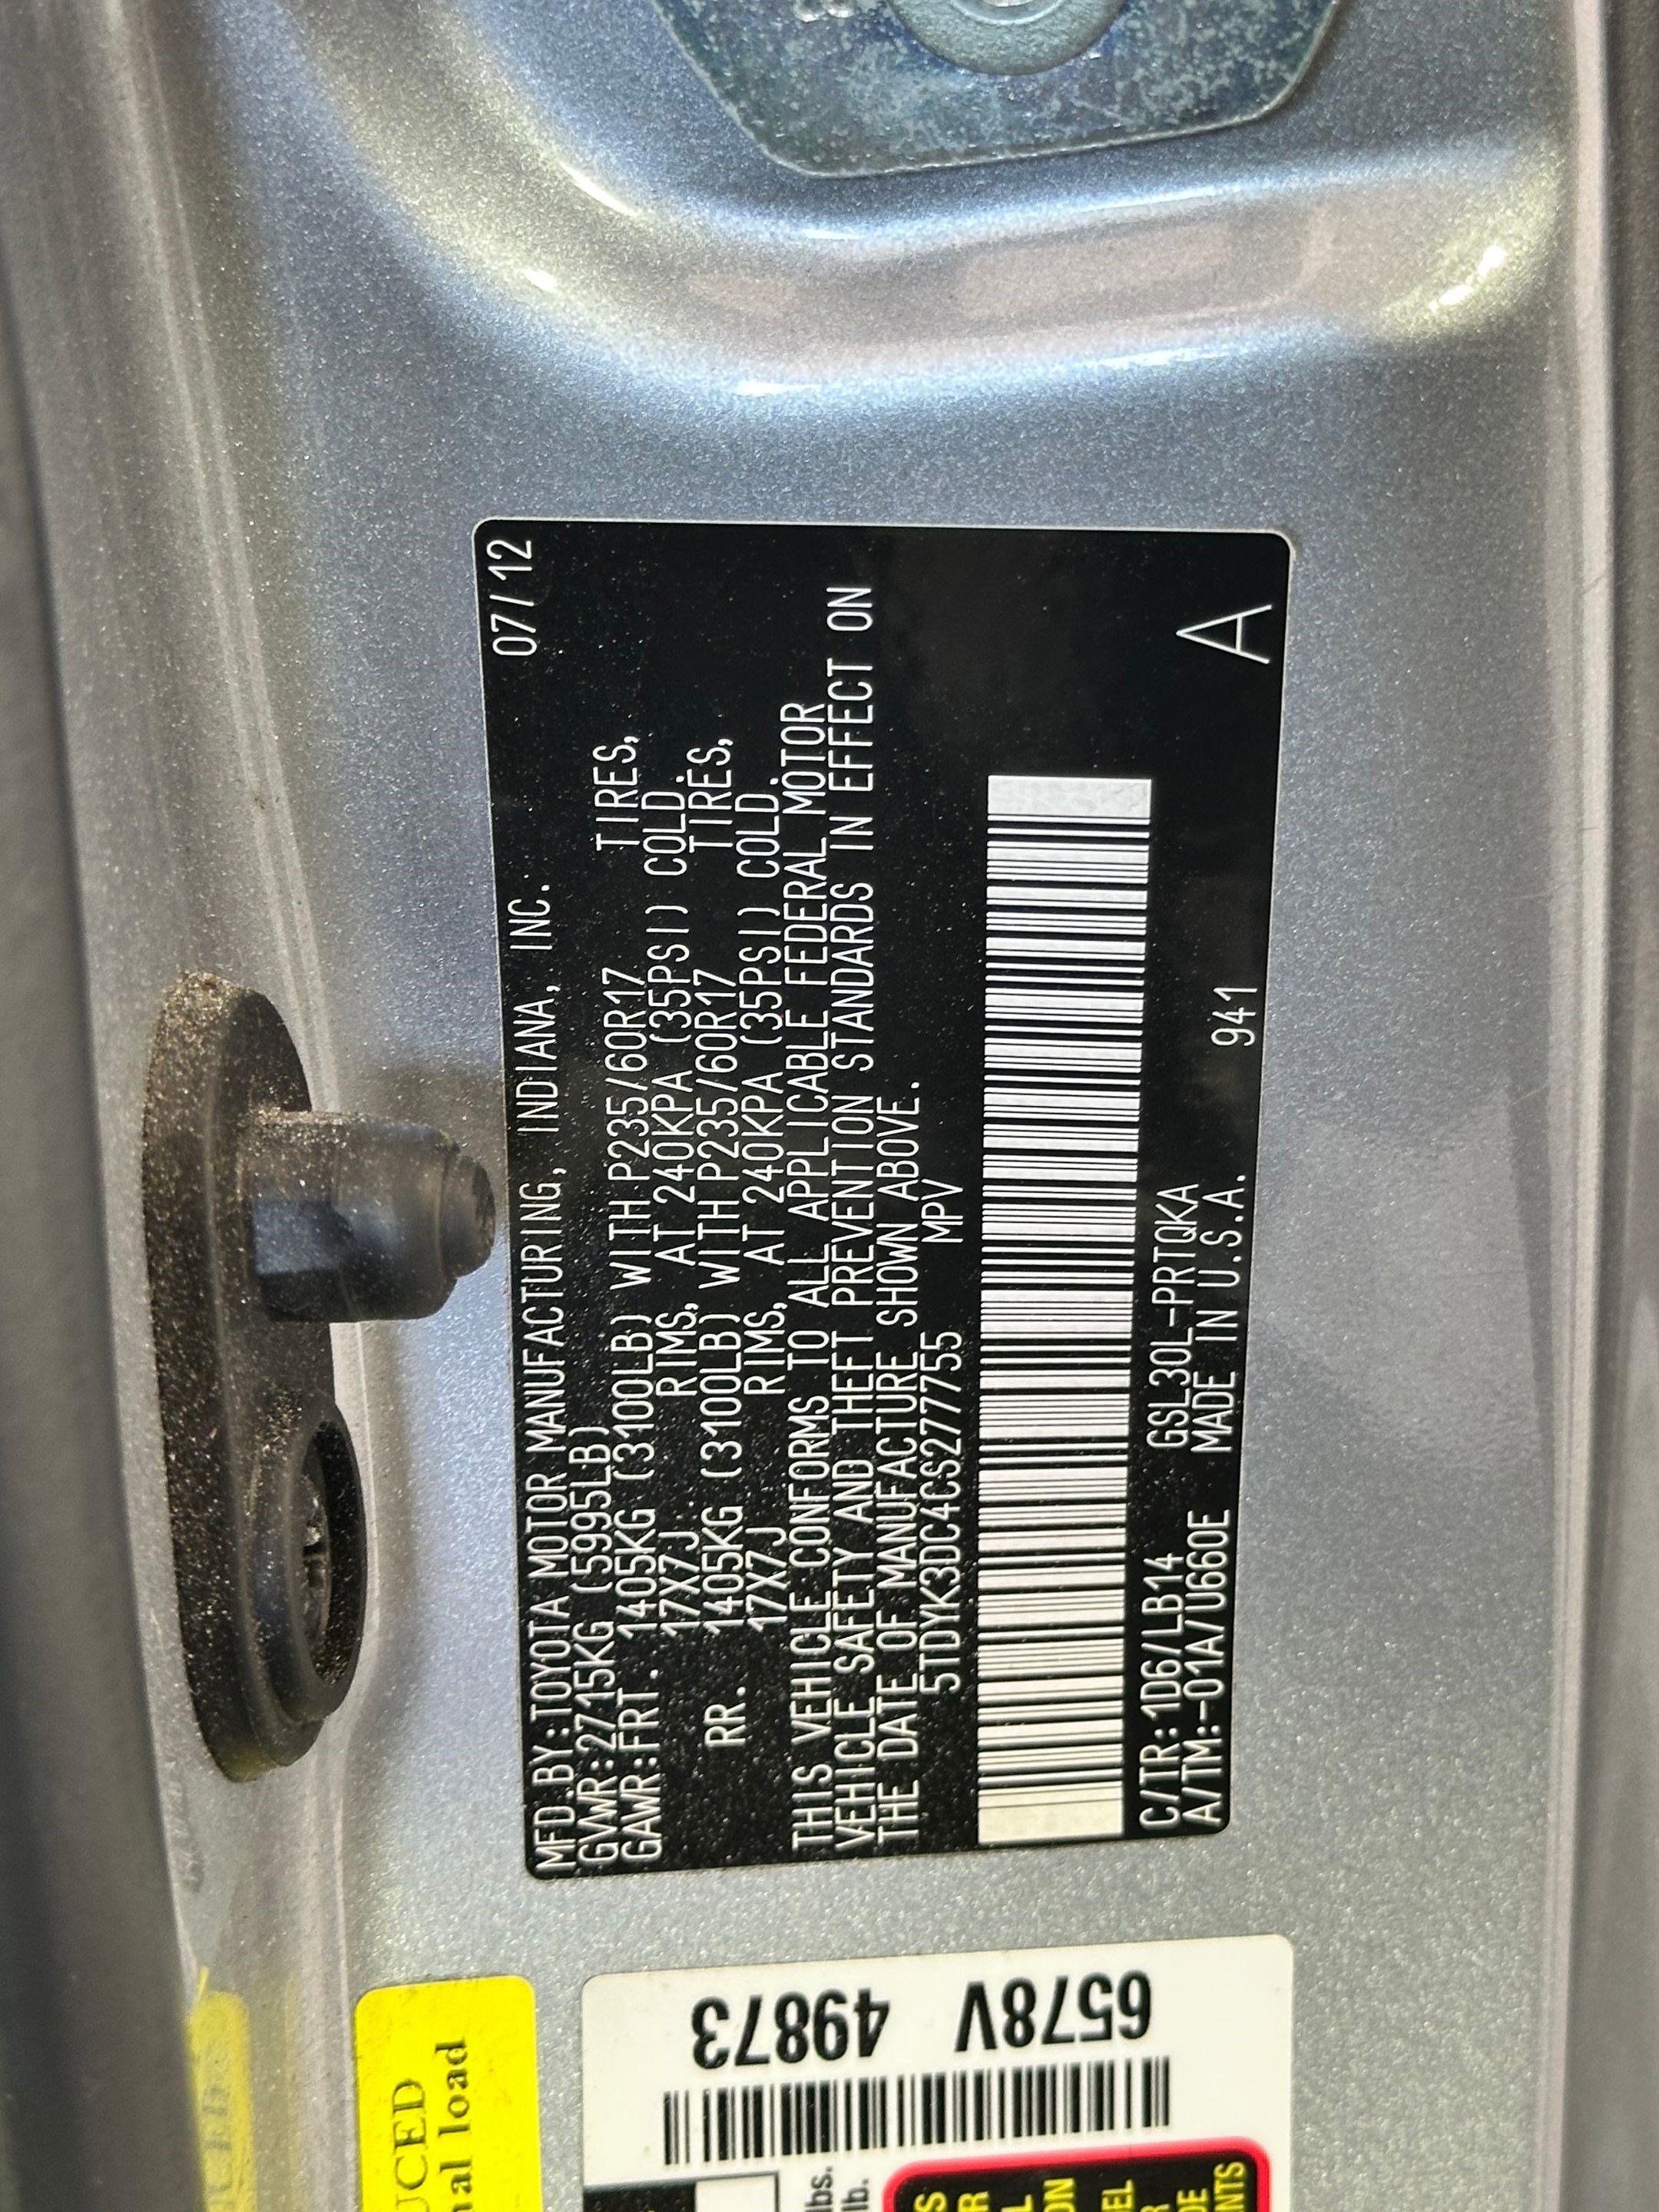 MFD.BY:TOYOTA MOTOR MANUFACTURING, INDIANA, INC. 07/12
GVWR:2715KG (5995LB)
GAWR:FRT. 1405KG (3100LB) WITH P235/60R17 TIRES,
17X7J RIMS, AT 240KPA (35PSI) COLD.
RR. 1405KG (3100LB) WITH P235/60R17 TIRES,
17X7J RIMS, AT 240KPA (35PSI) COLD.
THIS VEHICLE CONFORMS TO ALL APPLICABLE FEDERAL MOTOR
VEHICLE SAFETY AND THEFT PREVENTION STANDARDS IN EFFECT ON
THE DATE OF MANUFACTURE SHOWN ABOVE.
5TDYK3DC4CS277755 MPV
C/TR:1D6/LB14 GSL30L-PRTQKA
A/TM:-01A/U660E MADE IN U.S.A. 941
A
6578V 49873
load
lbs.
lb.